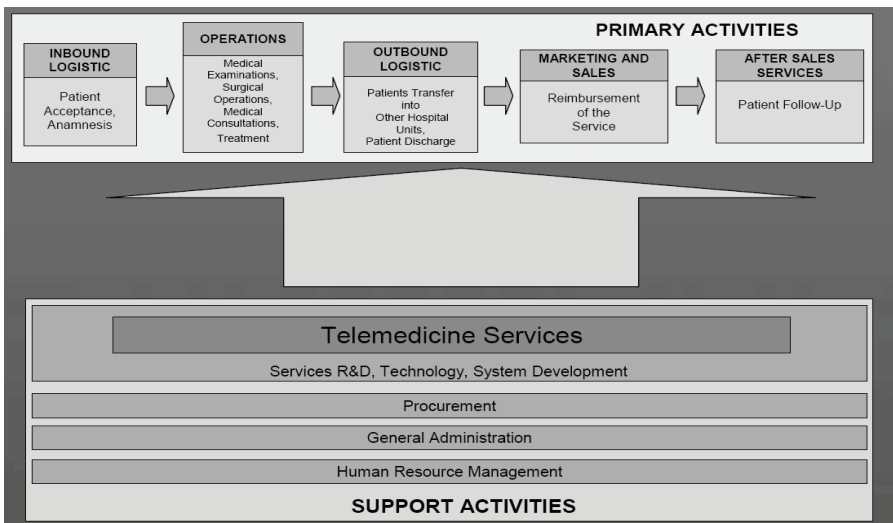 PRIMARY ACTIVITIES
INBOUND
LOGISTIC
Patient
Acceptance,
Anamnesis
OPERATIONS
Medical
Examinations,
Surgical
Operations,
Medical
Consultations,
Treatment
OUTBOUND
LOGISTIC
Patients Transfer
into
Other Hospital
Units,
Patient Discharge
MARKETING AND
SALES
Reimbursement
of the
Service
AFTER SALES
SERVICES
Patient Follow-Up
Telemedicine Services
Services R&D, Technology, System Development
Procurement
General Administration
Human Resource Management
SUPPORT ACTIVITIES